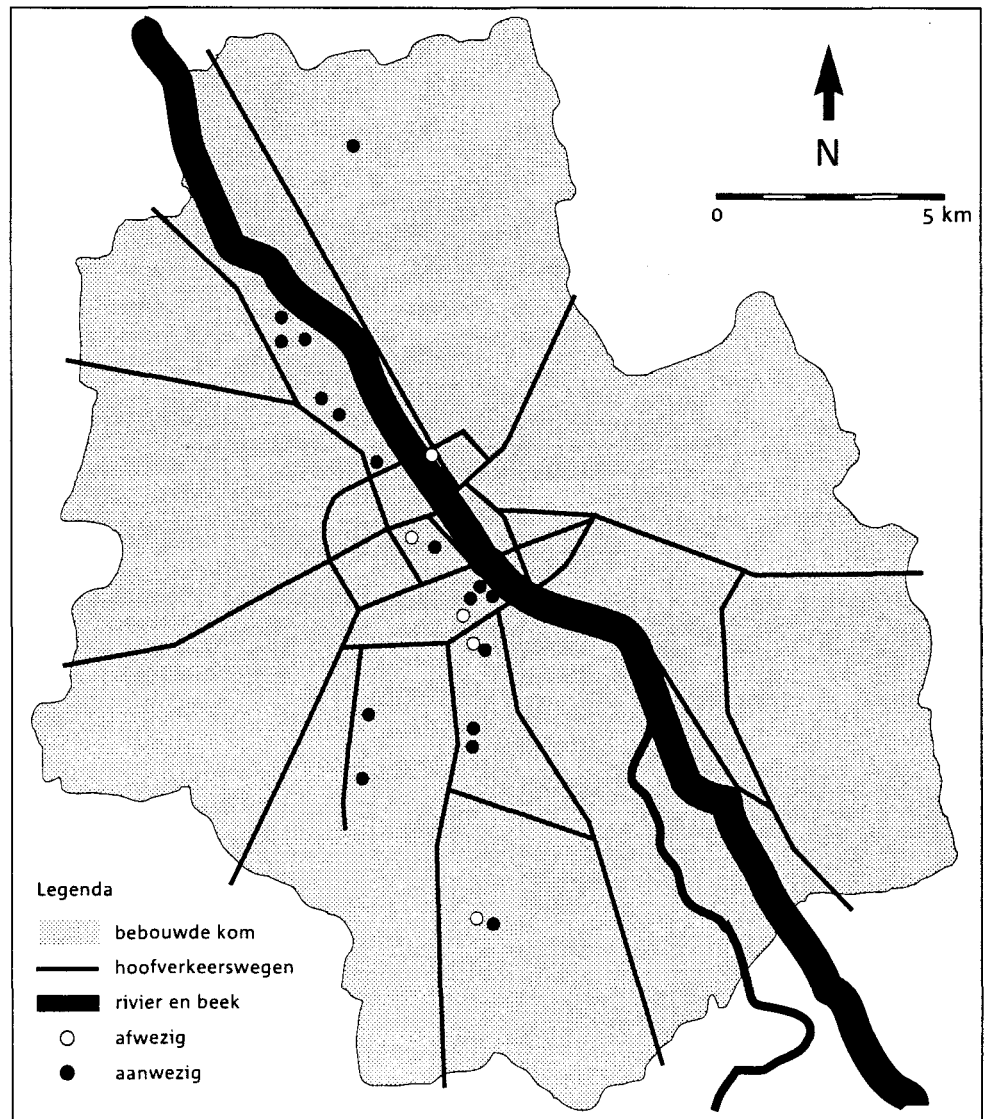 N
0 5 km
Legenda
bebouwde kom
hoofverkeerswegen
rivier en beek
afwezig
aanwezig